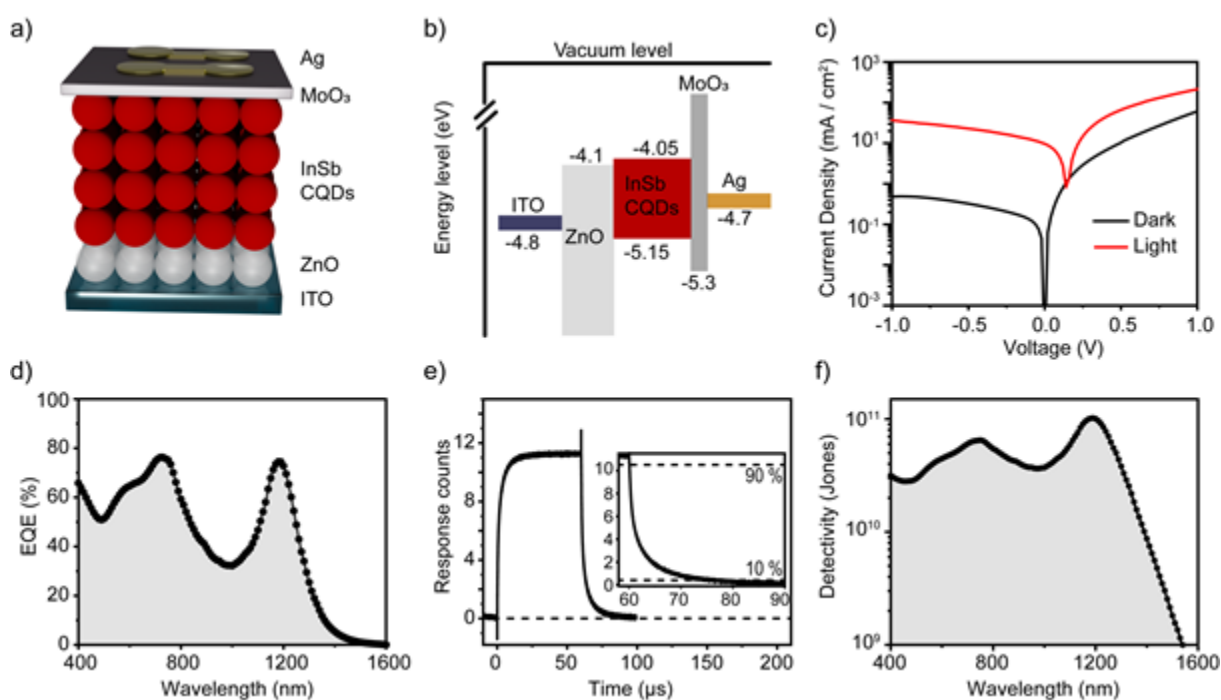 a)
Ag
MoO₃
InSb
CQDs
ZnO
ITO
b)
Vacuum level
Energy level (eV)
MoO₃
-4.1
-4.05
ITO
InSb
CQDs
Ag
-4.8
ZnO
-5.15
-4.7
-5.3
c)
Current Density (mA / cm²)
10³
10¹
10⁻¹
10⁻³
Dark
Light
-1.0
-0.5
0.0
0.5
1.0
Voltage (V)
d)
EQE (%)
100
80
60
40
20
0
400
800
1200
1600
Wavelength (nm)
e)
Response counts
12
9
6
3
0
10
8
6
4
2
0
90 %
10 %
60
70
80
90
0
50
100
150
200
Time (µs)
f)
Detectivity (Jones)
10¹¹
10¹⁰
10⁹
400
800
1200
1600
Wavelength (nm)